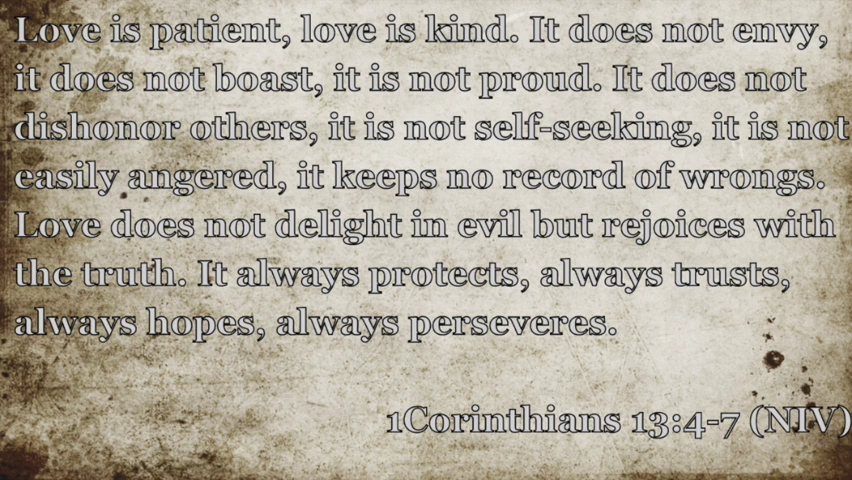 Love is patient, love is kind. It does not envy,
it does not boast, it is not proud. It does not
dishonor others, it is not self-seeking, it is not
easily angered, it keeps no record of wrongs.
Love does not delight in evil but rejoices with
the truth. It always protects, always trusts,
always hopes, always perseveres.
1Corinthians 13:4-7 (NIV)